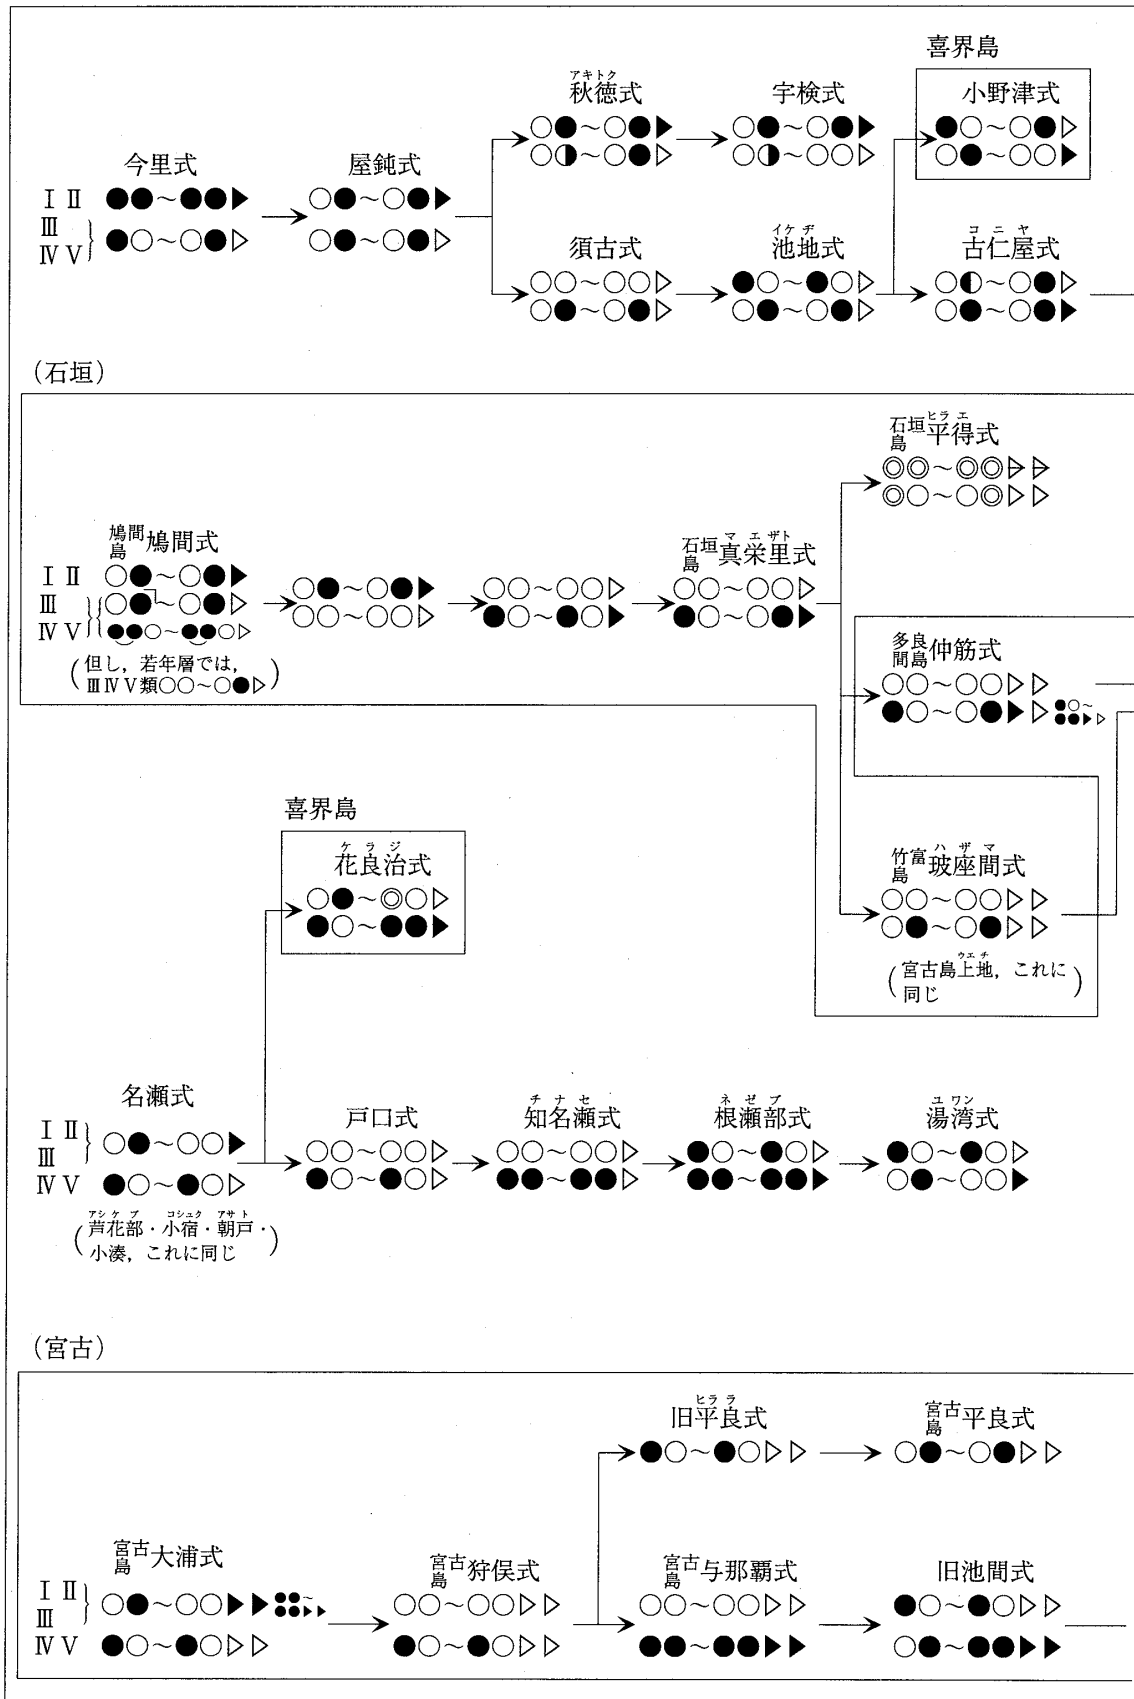 喜界島
アキトク
秋徳式
宇検式
小野津式
○●～○●▶
○●～○●▶
●○～○●▷
○◑～○●▷
○◑～○○▷
○●～○○▶
今里式
屋鈍式
Ⅰ Ⅱ
●●～●●▶
○●～○●▶
Ⅲ
Ⅳ Ⅴ
●○～○●▷
○●～○●▷
須古式
イケヂ
池地式
コニヤ
古仁屋式
○○～○○▷
●○～●○▷
○◐～○●▷
○●～○●▷
○●～○●▷
○●～○●▶
（石垣）
石垣島
ヒラエ
平得式
◎◎～◎◎
◎○～○◎▷▷
鳩間島
鳩間式
Ⅰ Ⅱ
○●～○●▶
Ⅲ
○●～○●▷
Ⅳ Ⅴ
●●○～●●○▷
（但し，若年層では，
ⅢⅣⅤ類○○～○●▷）
○●～○●▶
○○～○○▷
○○～○○▷
●○～●○▶
石垣島
マエザト
真栄里式
○○～○○▷
●○～○●▶
多良間島
仲筋式
○○～○○▷▷
●○～○●▶▷
●○～
●●▶▷
竹富島
ハザマ
玻座間式
○○～○○▷▷
○●～○●▷▷
ウエチ
（宮古島上地，これに
同じ）
喜界島
ケラジ
花良治式
○●～◎○▷
●○～●●▶
名瀬式
Ⅰ Ⅱ
Ⅲ
○●～○○▶
Ⅳ Ⅴ
●○～●○▷
アシケブ コシュク アサト
（芦花部・小宿・朝戸・
小湊，これに同じ）
戸口式
○○～○○▷
●○～●○▷
チナセ
知名瀬式
○○～○○▷
●●～●●▷
ネゼブ
根瀬部式
●○～●○▷
●●～●●▶
ユワン
湯湾式
●○～●○▷
○●～○○▶
（宮古）
ヒララ
旧平良式
●○～●○▷▷
宮古島
平良式
○●～○●▷▷
宮古島
大浦式
Ⅰ Ⅱ
Ⅲ
○●～○○▶▶
●●～
●●▶▶
Ⅳ Ⅴ
●○～●○▷▷
宮古島
狩俣式
○○～○○▷▷
●○～●○▷▷
宮古島
与那覇式
○○～○○▷▷
●●～●●▶▶
旧池間式
●○～●○▷▷
○●～●●▶▶